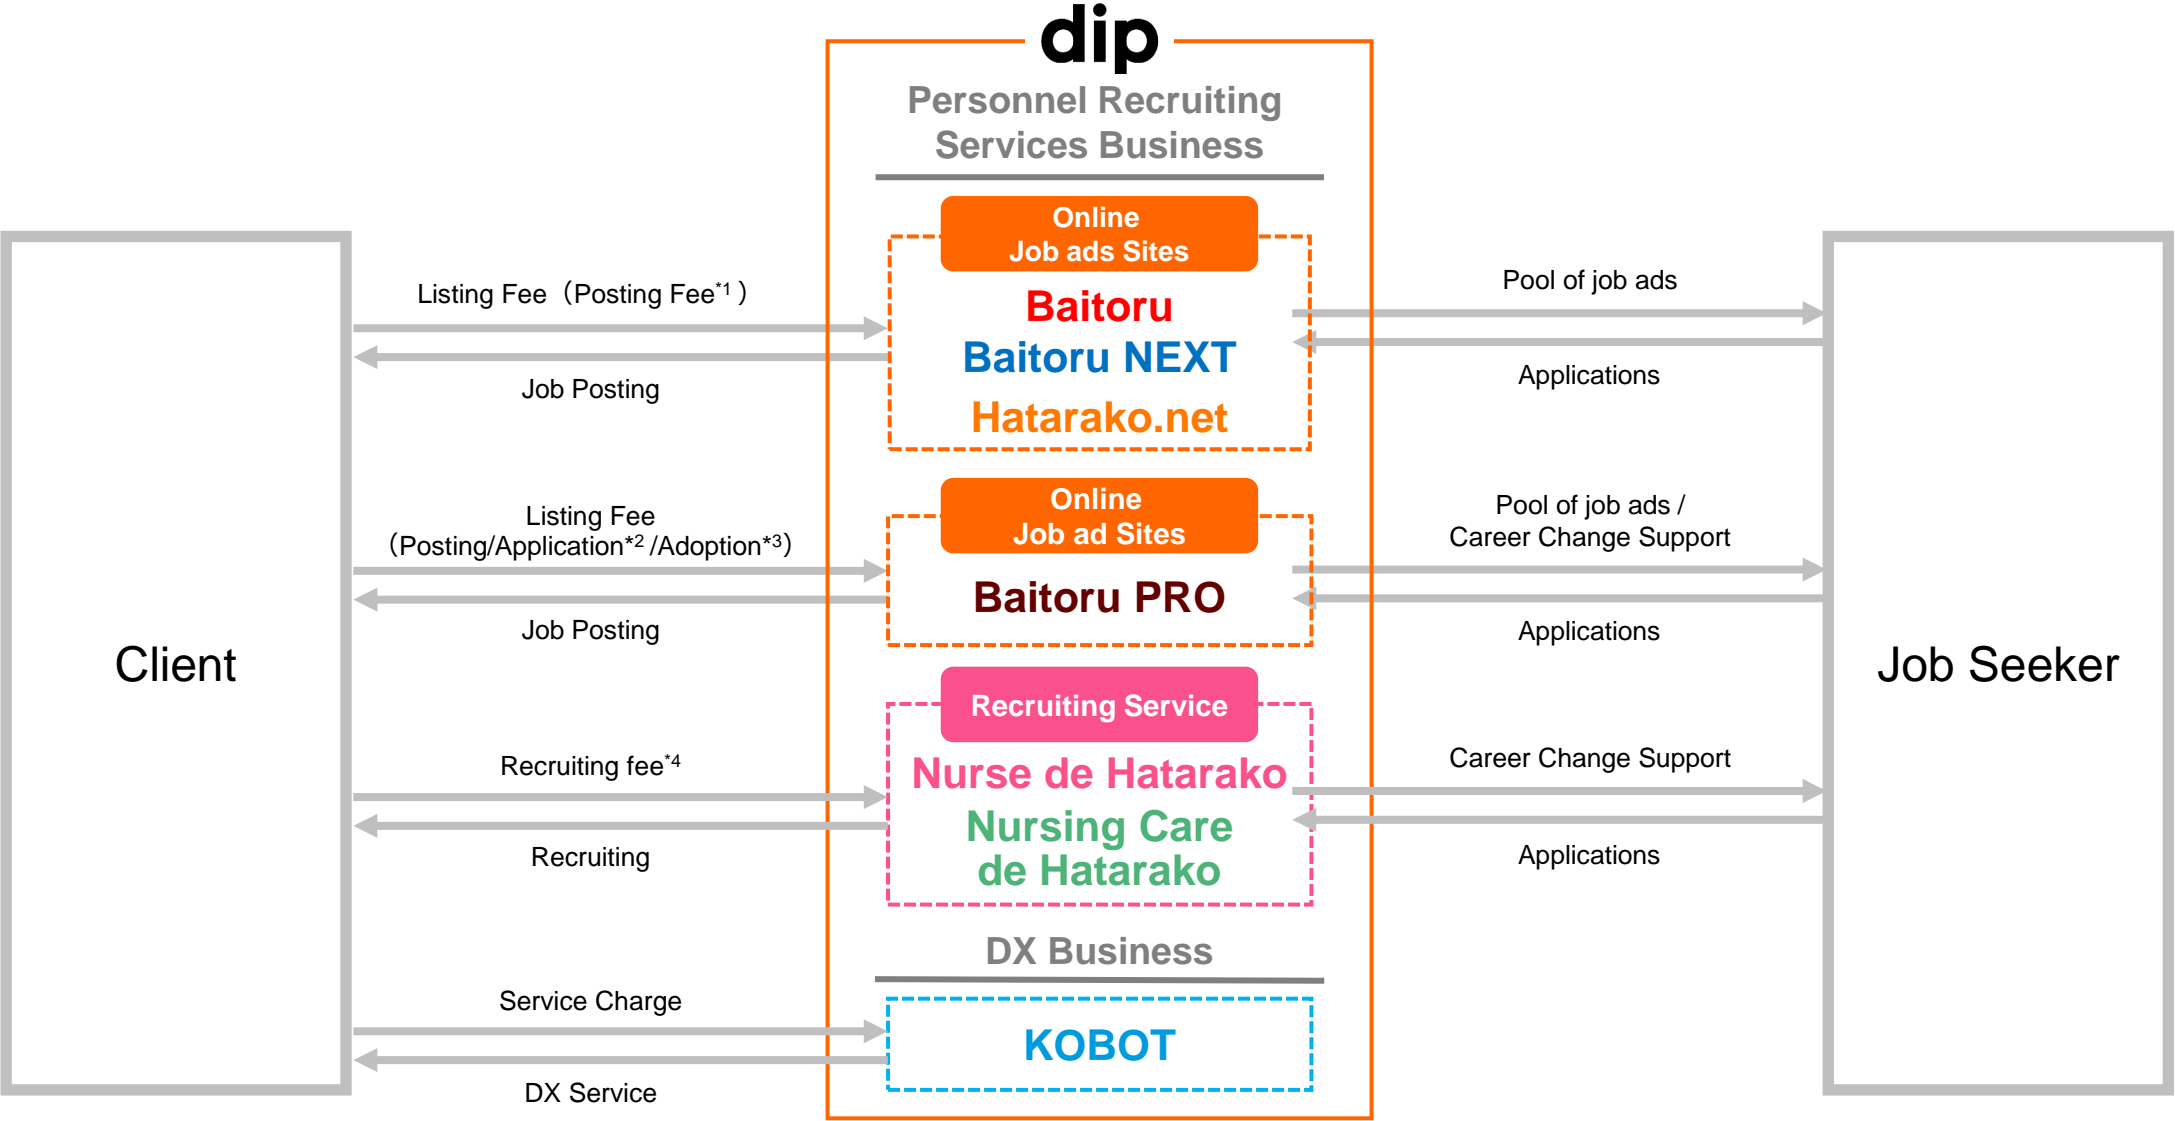 dip
Personnel Recruiting
Services Business
Online
Job ads Sites
Baitoru
Baitoru NEXT
Hatarako.net
Listing Fee（Posting Fee*1）
Job Posting
Pool of job ads
Applications
Online
Job ad Sites
Baitoru PRO
Listing Fee
（Posting/Application*2 /Adoption*3）
Job Posting
Pool of job ads /
Career Change Support
Applications
Client
Job Seeker
Recruiting Service
Nurse de Hatarako
Nursing Care
de Hatarako
Recruiting fee*4
Recruiting
Career Change Support
Applications
DX Business
KOBOT
Service Charge
DX Service